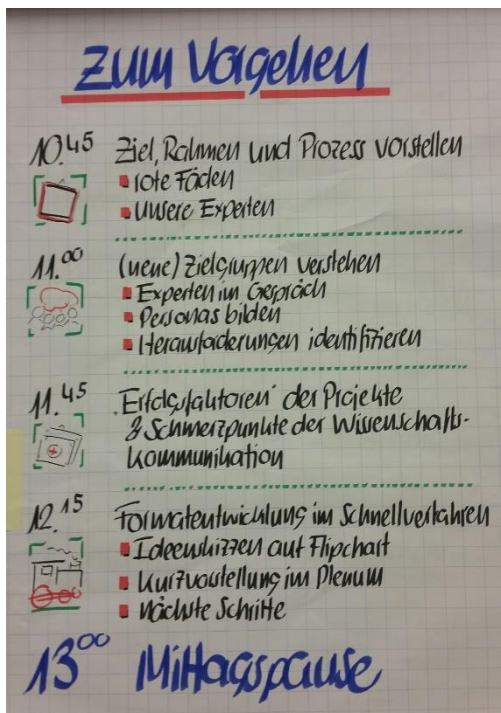 Zum Vorgehen
10.45 Ziel, Rahmen und Prozess vorstellen
rote Fäden
unsere Experten
11.00 (neue) Zielgruppen verstehen
Experten im Gespräch
Personas bilden
Herausforderungen identifizieren
11.45 Erfolgsfaktoren der Projekte
& Schmerzpunkte der Wissenschafts-
kommunikation
12.15 Formatentwicklung im Schnellverfahren
Ideenskizzen auf Flipchart
Kurzvorstellung im Plenum
nächste Schritte
13.00 Mittagspause